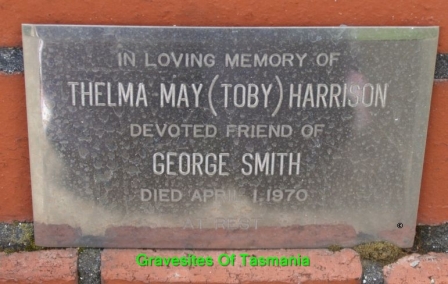 IN LOVING MEMORY OF
THELMA MAY (TOBY) HARRISON
DEVOTED FRIEND OF
GEORGE SMITH
DIED APRIL 1, 1970
Gravesites Of Tasmania